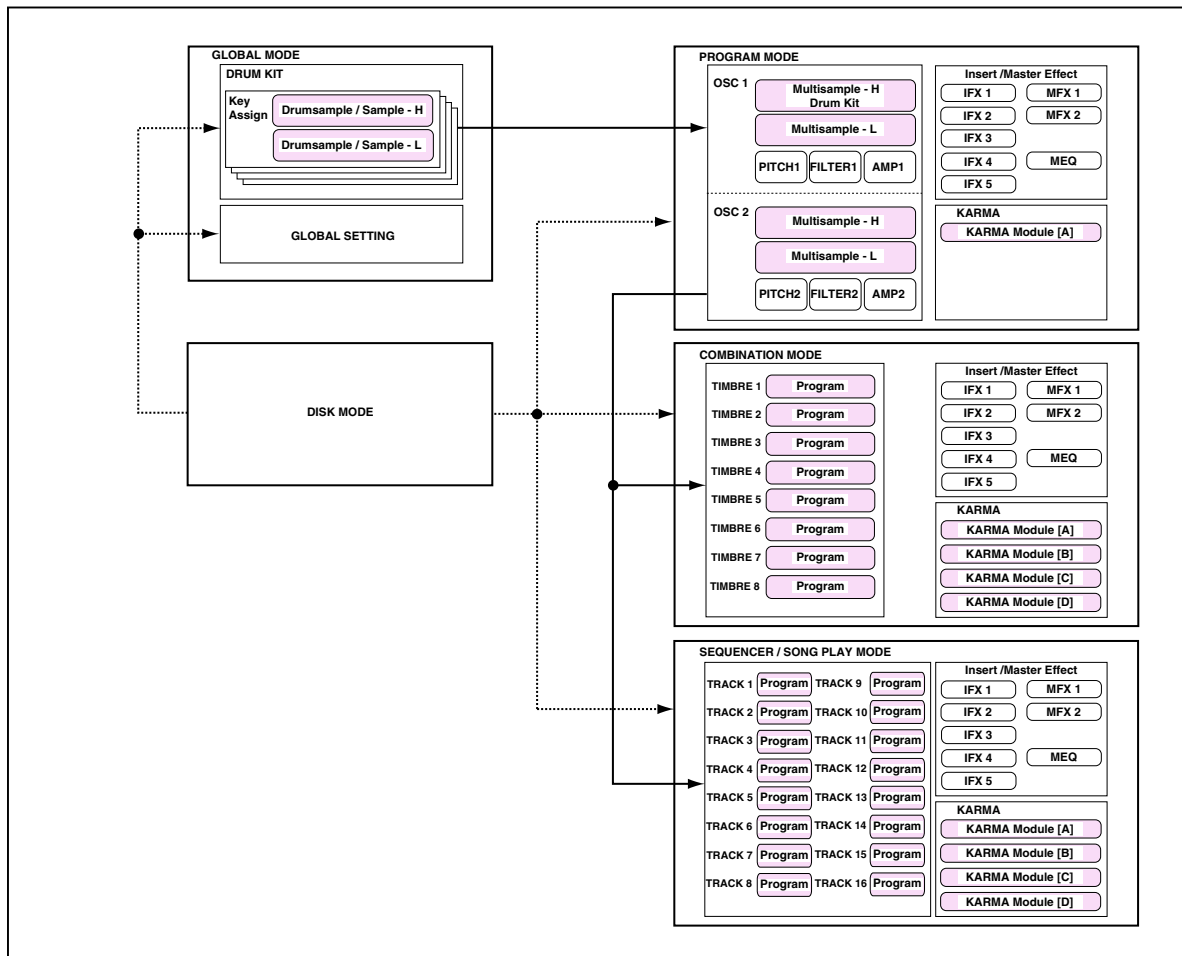 GLOBAL MODE
DRUM KIT
Key
Assign
Drumsample / Sample - H
Drumsample / Sample - L
GLOBAL SETTING
DISK MODE
PROGRAM MODE
OSC 1
Multisample - H
Drum Kit
Multisample - L
PITCH1 FILTER1 AMP1
OSC 2
Multisample - H
Multisample - L
PITCH2 FILTER2 AMP2
Insert /Master Effect
IFX 1 MFX 1
IFX 2 MFX 2
IFX 3
IFX 4 MEQ
IFX 5
KARMA
KARMA Module [A]
COMBINATION MODE
TIMBRE 1 Program
TIMBRE 2 Program
TIMBRE 3 Program
TIMBRE 4 Program
TIMBRE 5 Program
TIMBRE 6 Program
TIMBRE 7 Program
TIMBRE 8 Program
Insert /Master Effect
IFX 1 MFX 1
IFX 2 MFX 2
IFX 3
IFX 4 MEQ
IFX 5
KARMA
KARMA Module [A]
KARMA Module [B]
KARMA Module [C]
KARMA Module [D]
SEQUENCER / SONG PLAY MODE
TRACK 1 Program TRACK 9 Program
TRACK 2 Program TRACK 10 Program
TRACK 3 Program TRACK 11 Program
TRACK 4 Program TRACK 12 Program
TRACK 5 Program TRACK 13 Program
TRACK 6 Program TRACK 14 Program
TRACK 7 Program TRACK 15 Program
TRACK 8 Program TRACK 16 Program
Insert /Master Effect
IFX 1 MFX 1
IFX 2 MFX 2
IFX 3
IFX 4 MEQ
IFX 5
KARMA
KARMA Module [A]
KARMA Module [B]
KARMA Module [C]
KARMA Module [D]